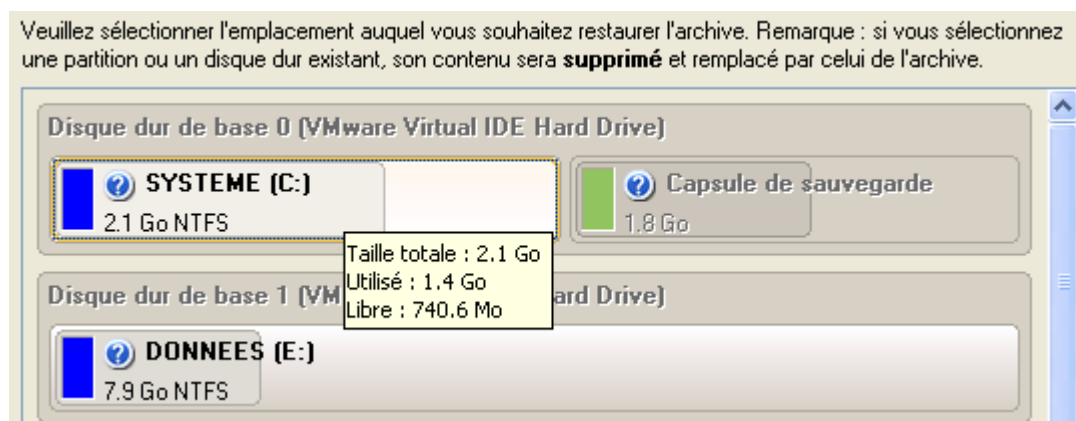 Veuillez sélectionner l'emplacement auquel vous souhaitez restaurer l'archive. Remarque : si vous sélectionnez
une partition ou un disque dur existant, son contenu sera supprimé et remplacé par celui de l'archive.
Disque dur de base 0 (VMware Virtual IDE Hard Drive)
SYSTEME (C:)
2.1 Go NTFS
Capsule de sauvegarde
1.8 Go
Taille totale : 2.1 Go
Utilisé : 1.4 Go
Libre : 740.6 Mo
Disque dur de base 1 (VM ard Drive)
DONNEES (E:)
7.9 Go NTFS